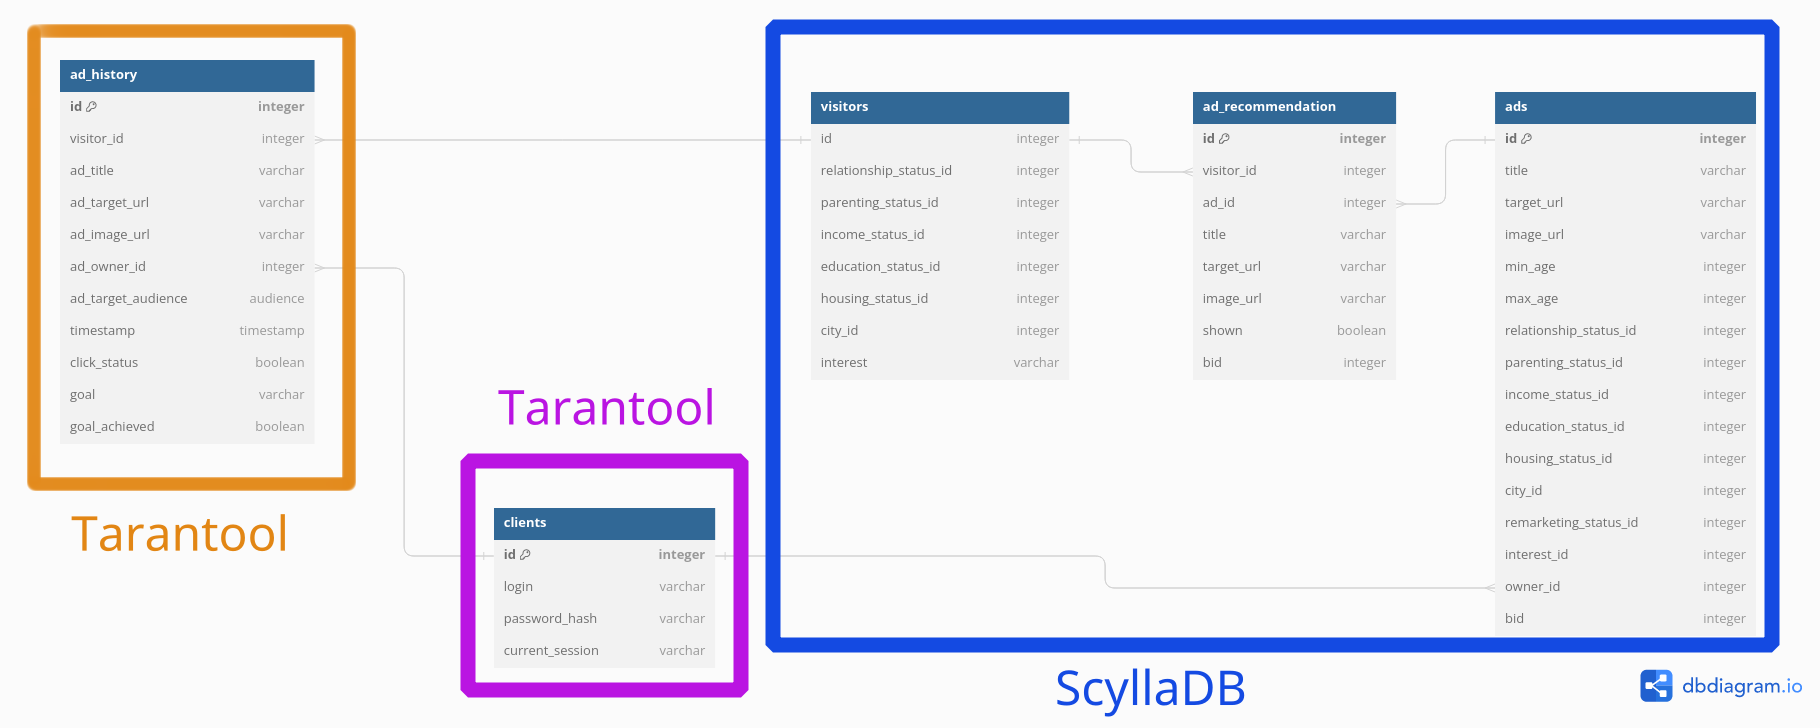 ad_history
id integer
visitor_id integer
ad_title varchar
ad_target_url varchar
ad_image_url varchar
ad_owner_id integer
ad_target_audience audience
timestamp timestamp
click_status boolean
goal varchar
goal_achieved boolean
Tarantool
Tarantool
clients
id integer
login varchar
password_hash varchar
current_session varchar
visitors
id integer
relationship_status_id integer
parenting_status_id integer
income_status_id integer
education_status_id integer
housing_status_id integer
city_id integer
interest varchar
ad_recommendation
id integer
visitor_id integer
ad_id integer
title varchar
target_url varchar
image_url varchar
shown boolean
bid integer
ads
id integer
title varchar
target_url varchar
image_url varchar
min_age integer
max_age integer
relationship_status_id integer
parenting_status_id integer
income_status_id integer
education_status_id integer
housing_status_id integer
city_id integer
remarketing_status_id integer
interest_id integer
owner_id integer
bid integer
ScyllaDB
dbdiagram.io